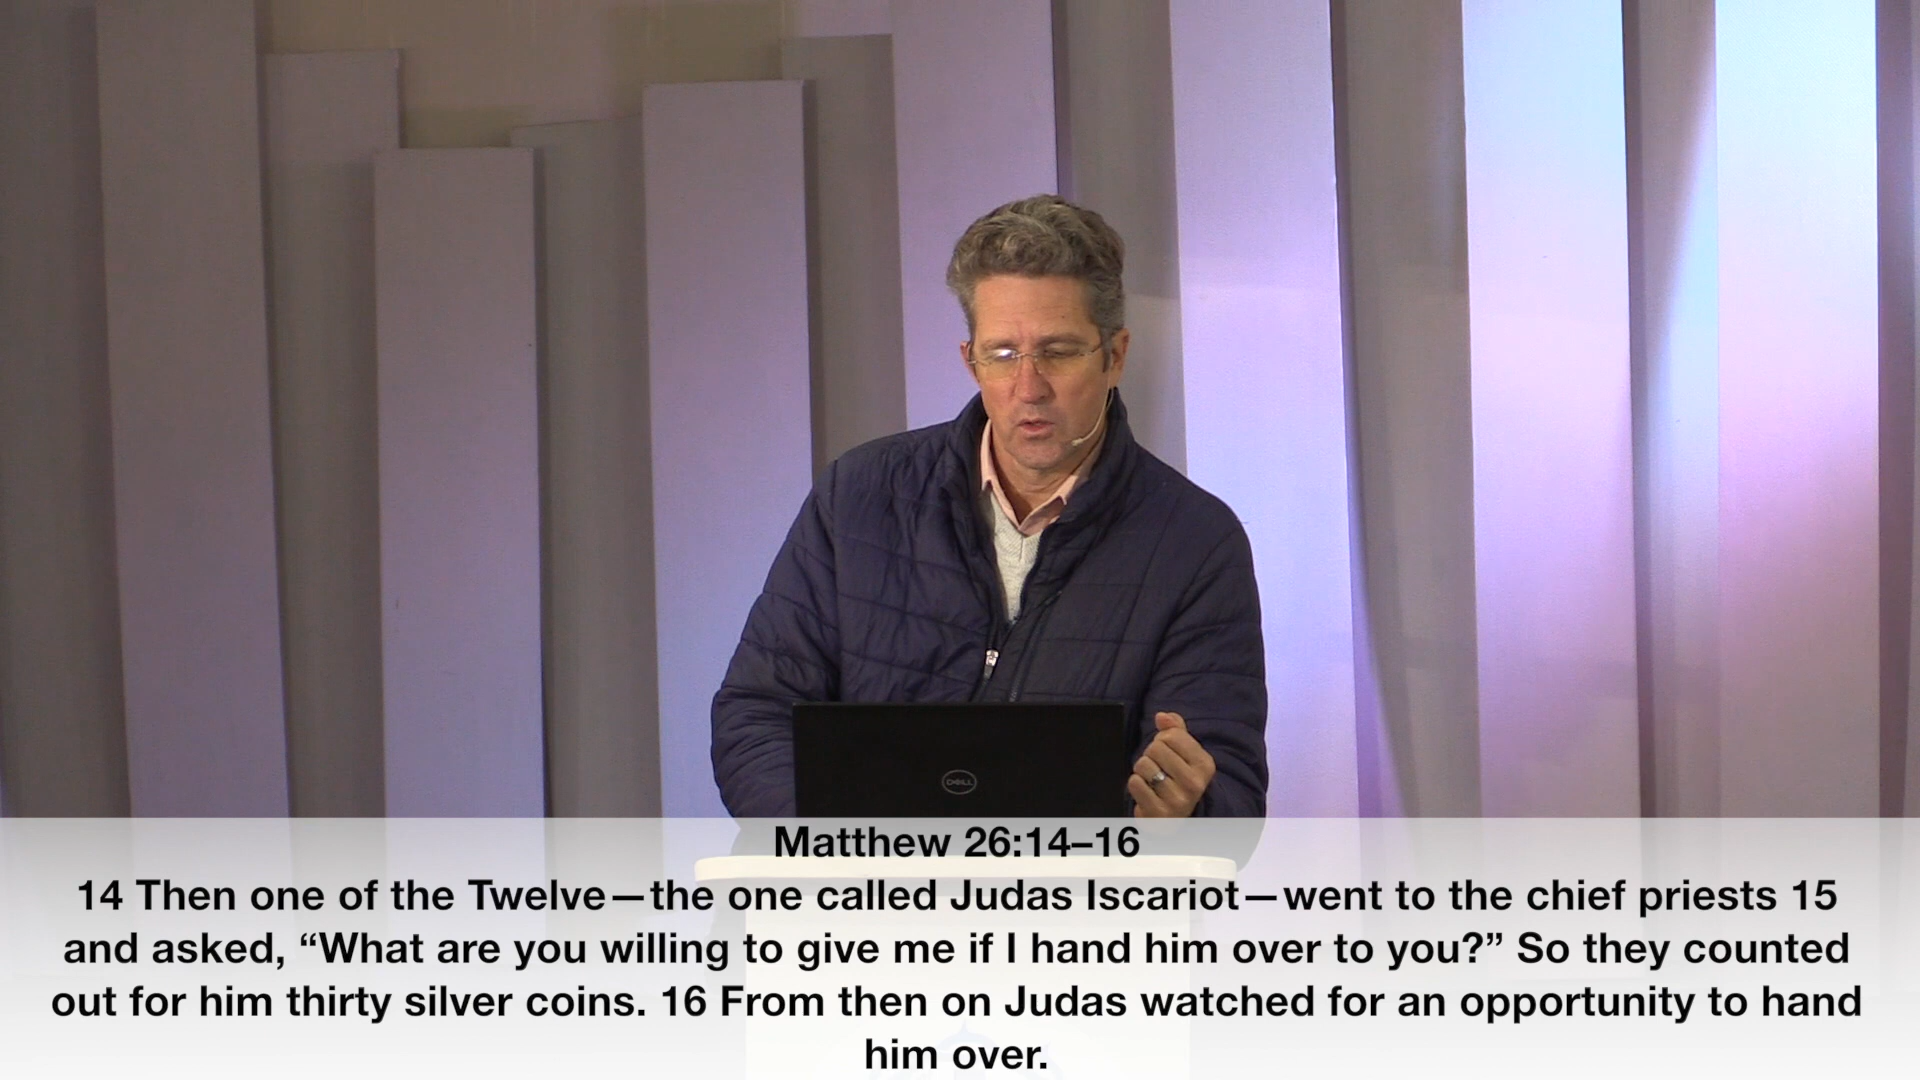 DELL
Matthew 26:14–16
14 Then one of the Twelve—the one called Judas Iscariot—went to the chief priests 15
and asked, “What are you willing to give me if I hand him over to you?” So they counted
out for him thirty silver coins. 16 From then on Judas watched for an opportunity to hand
him over.